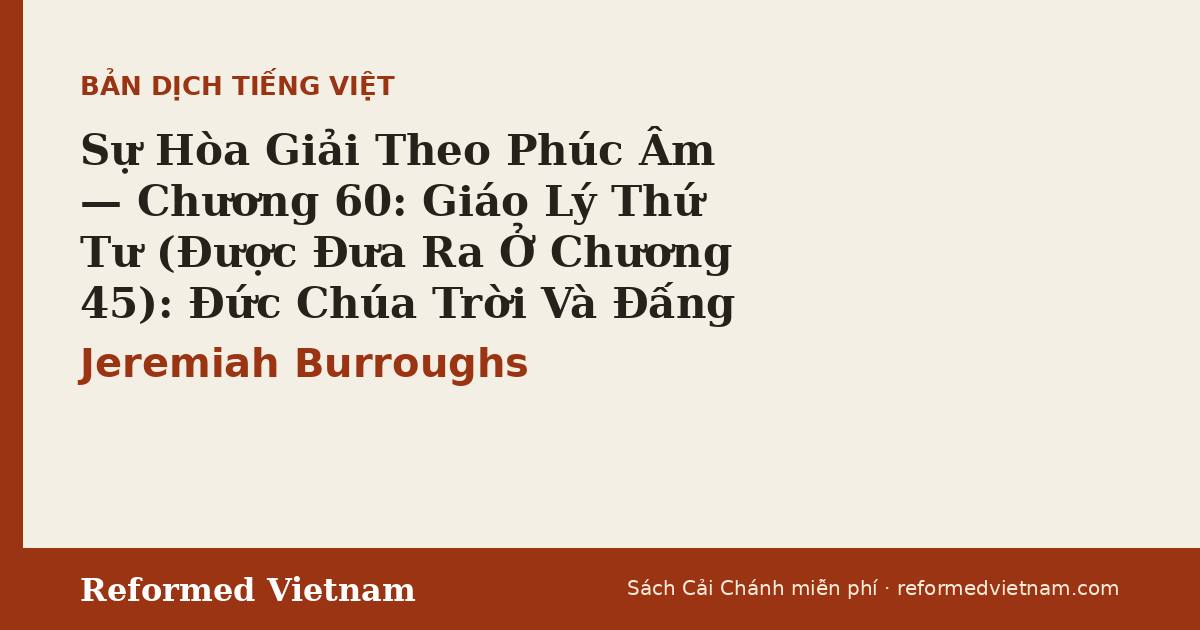 BẢN DỊCH TIẾNG VIỆT
Sự Hòa Giải Theo Phúc Âm
— Chương 60: Giáo Lý Thứ
Tư (Được Đưa Ra Ở Chương
45): Đức Chúa Trời Và Đấng
Jeremiah Burroughs
Reformed Vietnam
Sách Cải Chánh miễn phí · reformedvietnam.com